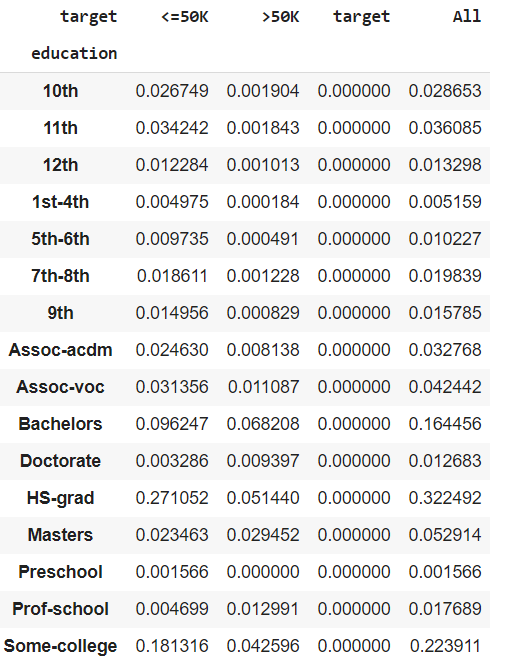 target <=50K >50K target All
education
10th 0.026749 0.001904 0.000000 0.028653
11th 0.034242 0.001843 0.000000 0.036085
12th 0.012284 0.001013 0.000000 0.013298
1st-4th 0.004975 0.000184 0.000000 0.005159
5th-6th 0.009735 0.000491 0.000000 0.010227
7th-8th 0.018611 0.001228 0.000000 0.019839
9th 0.014956 0.000829 0.000000 0.015785
Assoc-acdm 0.024630 0.008138 0.000000 0.032768
Assoc-voc 0.031356 0.011087 0.000000 0.042442
Bachelors 0.096247 0.068208 0.000000 0.164456
Doctorate 0.003286 0.009397 0.000000 0.012683
HS-grad 0.271052 0.051440 0.000000 0.322492
Masters 0.023463 0.029452 0.000000 0.052914
Preschool 0.001566 0.000000 0.000000 0.001566
Prof-school 0.004699 0.012991 0.000000 0.017689
Some-college 0.181316 0.042596 0.000000 0.223911